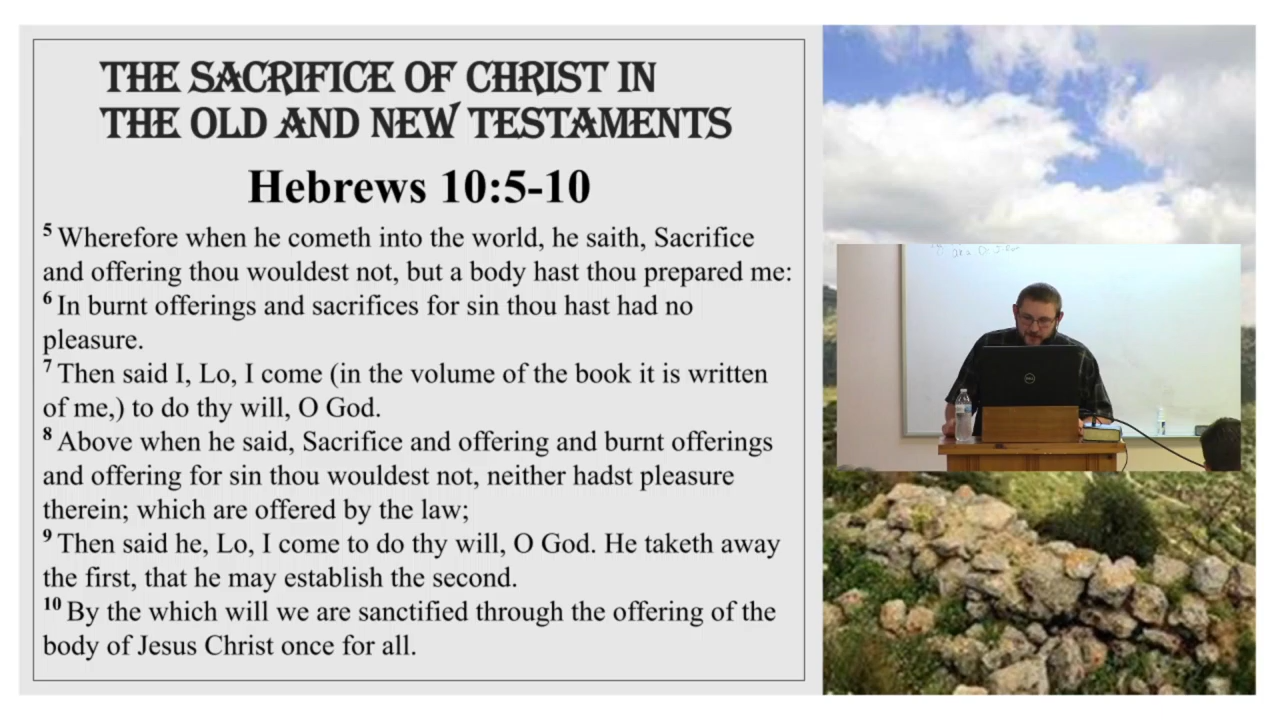 THE SACRIFICE OF CHRIST IN
THE OLD AND NEW TESTAMENTS
Hebrews 10:5-10
5 Wherefore when he cometh into the world, he saith, Sacrifice
and offering thou wouldest not, but a body hast thou prepared me:
6 In burnt offerings and sacrifices for sin thou hast had no
pleasure.
7 Then said I, Lo, I come (in the volume of the book it is written
of me,) to do thy will, O God.
8 Above when he said, Sacrifice and offering and burnt offerings
and offering for sin thou wouldest not, neither hadst pleasure
therein; which are offered by the law;
9 Then said he, Lo, I come to do thy will, O God. He taketh away
the first, that he may establish the second.
10 By the which will we are sanctified through the offering of the
body of Jesus Christ once for all.
DELL